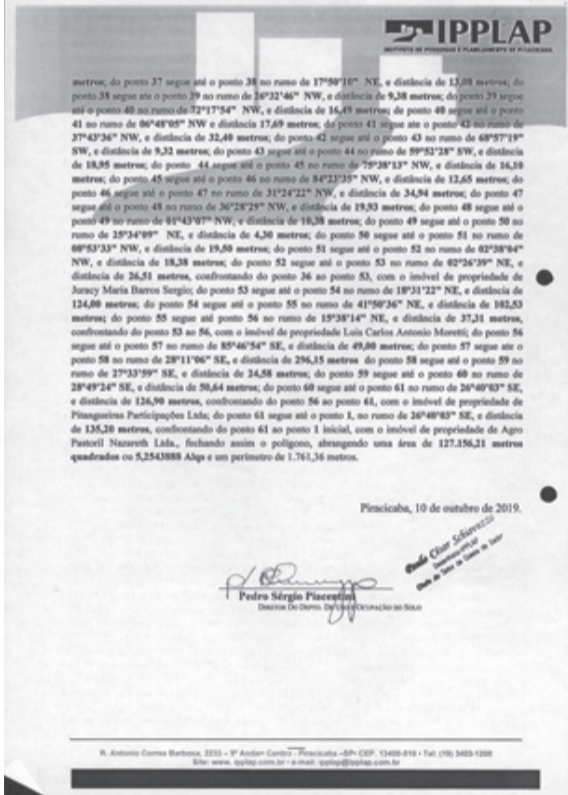 IPPLAP
INSTITUTO DE PESQUISAS E PLANEJAMENTO DE PIRACICABA
metros; do ponto 37 segue até o ponto 38 no rumo de 17°50'10" NE, e distância de 13,08 metros; do
ponto 38 segue ate o ponto 39 no rumo de 26°32'46" NW, e distância de 9,38 metros; do ponto 39 segue
até o ponto 40 no rumo de 72°17'54" NW, e distância de 16,49 metros; do ponto 40 segue até o ponto
41 no rumo de 06°48'05" NW e distância 17,69 metros; do ponto 41 segue ate o ponto 42 no rumo de
37°43'36" NW, e distância de 32,40 metros; do ponto 42 segue até o ponto 43 no rumo de 68°57'19"
SW, e distância de 9,32 metros; do ponto 43 segue até o ponto 44 no rumo de 59°52'28" SW, e distância
de 18,95 metros; do ponto 44 segue até o ponto 45 no rumo de 75°38'13" NW, e distância de 16,10
metros; do ponto 45 segue até o ponto 46 no rumo de 84°23'35" NW, e distância de 12,65 metros; do
ponto 46 segue até o ponto 47 no rumo de 31°24'22" NW, e distância de 34,94 metros; do ponto 47
segue até o ponto 48 no rumo de 36°28'29" NW, e distância de 19,93 metros; do ponto 48 segue até o
ponto 49 no rumo de 01°43'07" NW, e distância de 18,38 metros; do ponto 49 segue até o ponto 50 no
rumo de 25°34'09" NE, e distância de 4,30 metros; do ponto 50 segue até o ponto 51 no rumo de
08°53'33" NW, e distância de 19,50 metros; do ponto 51 segue até o ponto 52 no rumo de 02°38'04"
NW, e distância de 18,38 metros; do ponto 52 segue até o ponto 53 no rumo de 02°26'39" NE, e
distância de 26,51 metros, confrontando do ponto 36 ao ponto 53, com o imóvel de propriedade de
Juracy Maria Barros Sergio; do ponto 53 segue até o ponto 54 no rumo de 18°31'22" NE, e distância de
124,00 metros; do ponto 54 segue até o ponto 55 no rumo de 41°50'36" NE, e distância de 102,53
metros; do ponto 55 segue até ponto 56 no rumo de 15°38'14" NE, e distância de 37,31 metros,
confrontando do ponto 53 ao 56, com o imóvel de propriedade Luis Carlos Antonio Moretti; do ponto 56
segue até o ponto 57 no rumo de 85°46'54" SE, e distância de 49,00 metros; do ponto 57 segue ate o
ponto 58 no rumo de 28°11'06" SE, e distância de 296,15 metros do ponto 58 segue até o ponto 59 no
rumo de 27°33'59" SE, e distância de 24,58 metros; do ponto 59 segue até o ponto 60 no rumo de
28°49'24" SE, e distância de 50,64 metros; do ponto 60 segue até o ponto 61 no rumo de 26°40'03" SE,
e distância de 126,90 metros, confrontando do ponto 56 ao ponto 61, com o imóvel de propriedade de
Pitangueiras Participações Ltda; do ponto 61 segue até o ponto 1, no rumo de 26°40'03" SE, e distância
de 135,20 metros, confrontando do ponto 61 ao ponto 1 inicial, com o imóvel de propriedade de Agro
Pastoril Nazareth Ltda., fechando assim o polígono, abrangendo uma área de 127.156,21 metros
quadrados ou 5,2543888 Alqs e um perímetro de 1.761,36 metros.
Piracicaba, 10 de outubro de 2019.
Paulo César Schiavuzzo
Pedro Sérgio Piacentini
DIRETOR DO DEPTO. DE USO E OCUPAÇÃO DO SOLO
R. Antonio Correa Barbosa, 2233 – 9° Andar- Centro - Piracicaba –SP- CEP. 13400-810 - Tel: (19) 3403-1200
Site: www. ipplap.com.br - e-mail: ipplap@ipplap.com.br